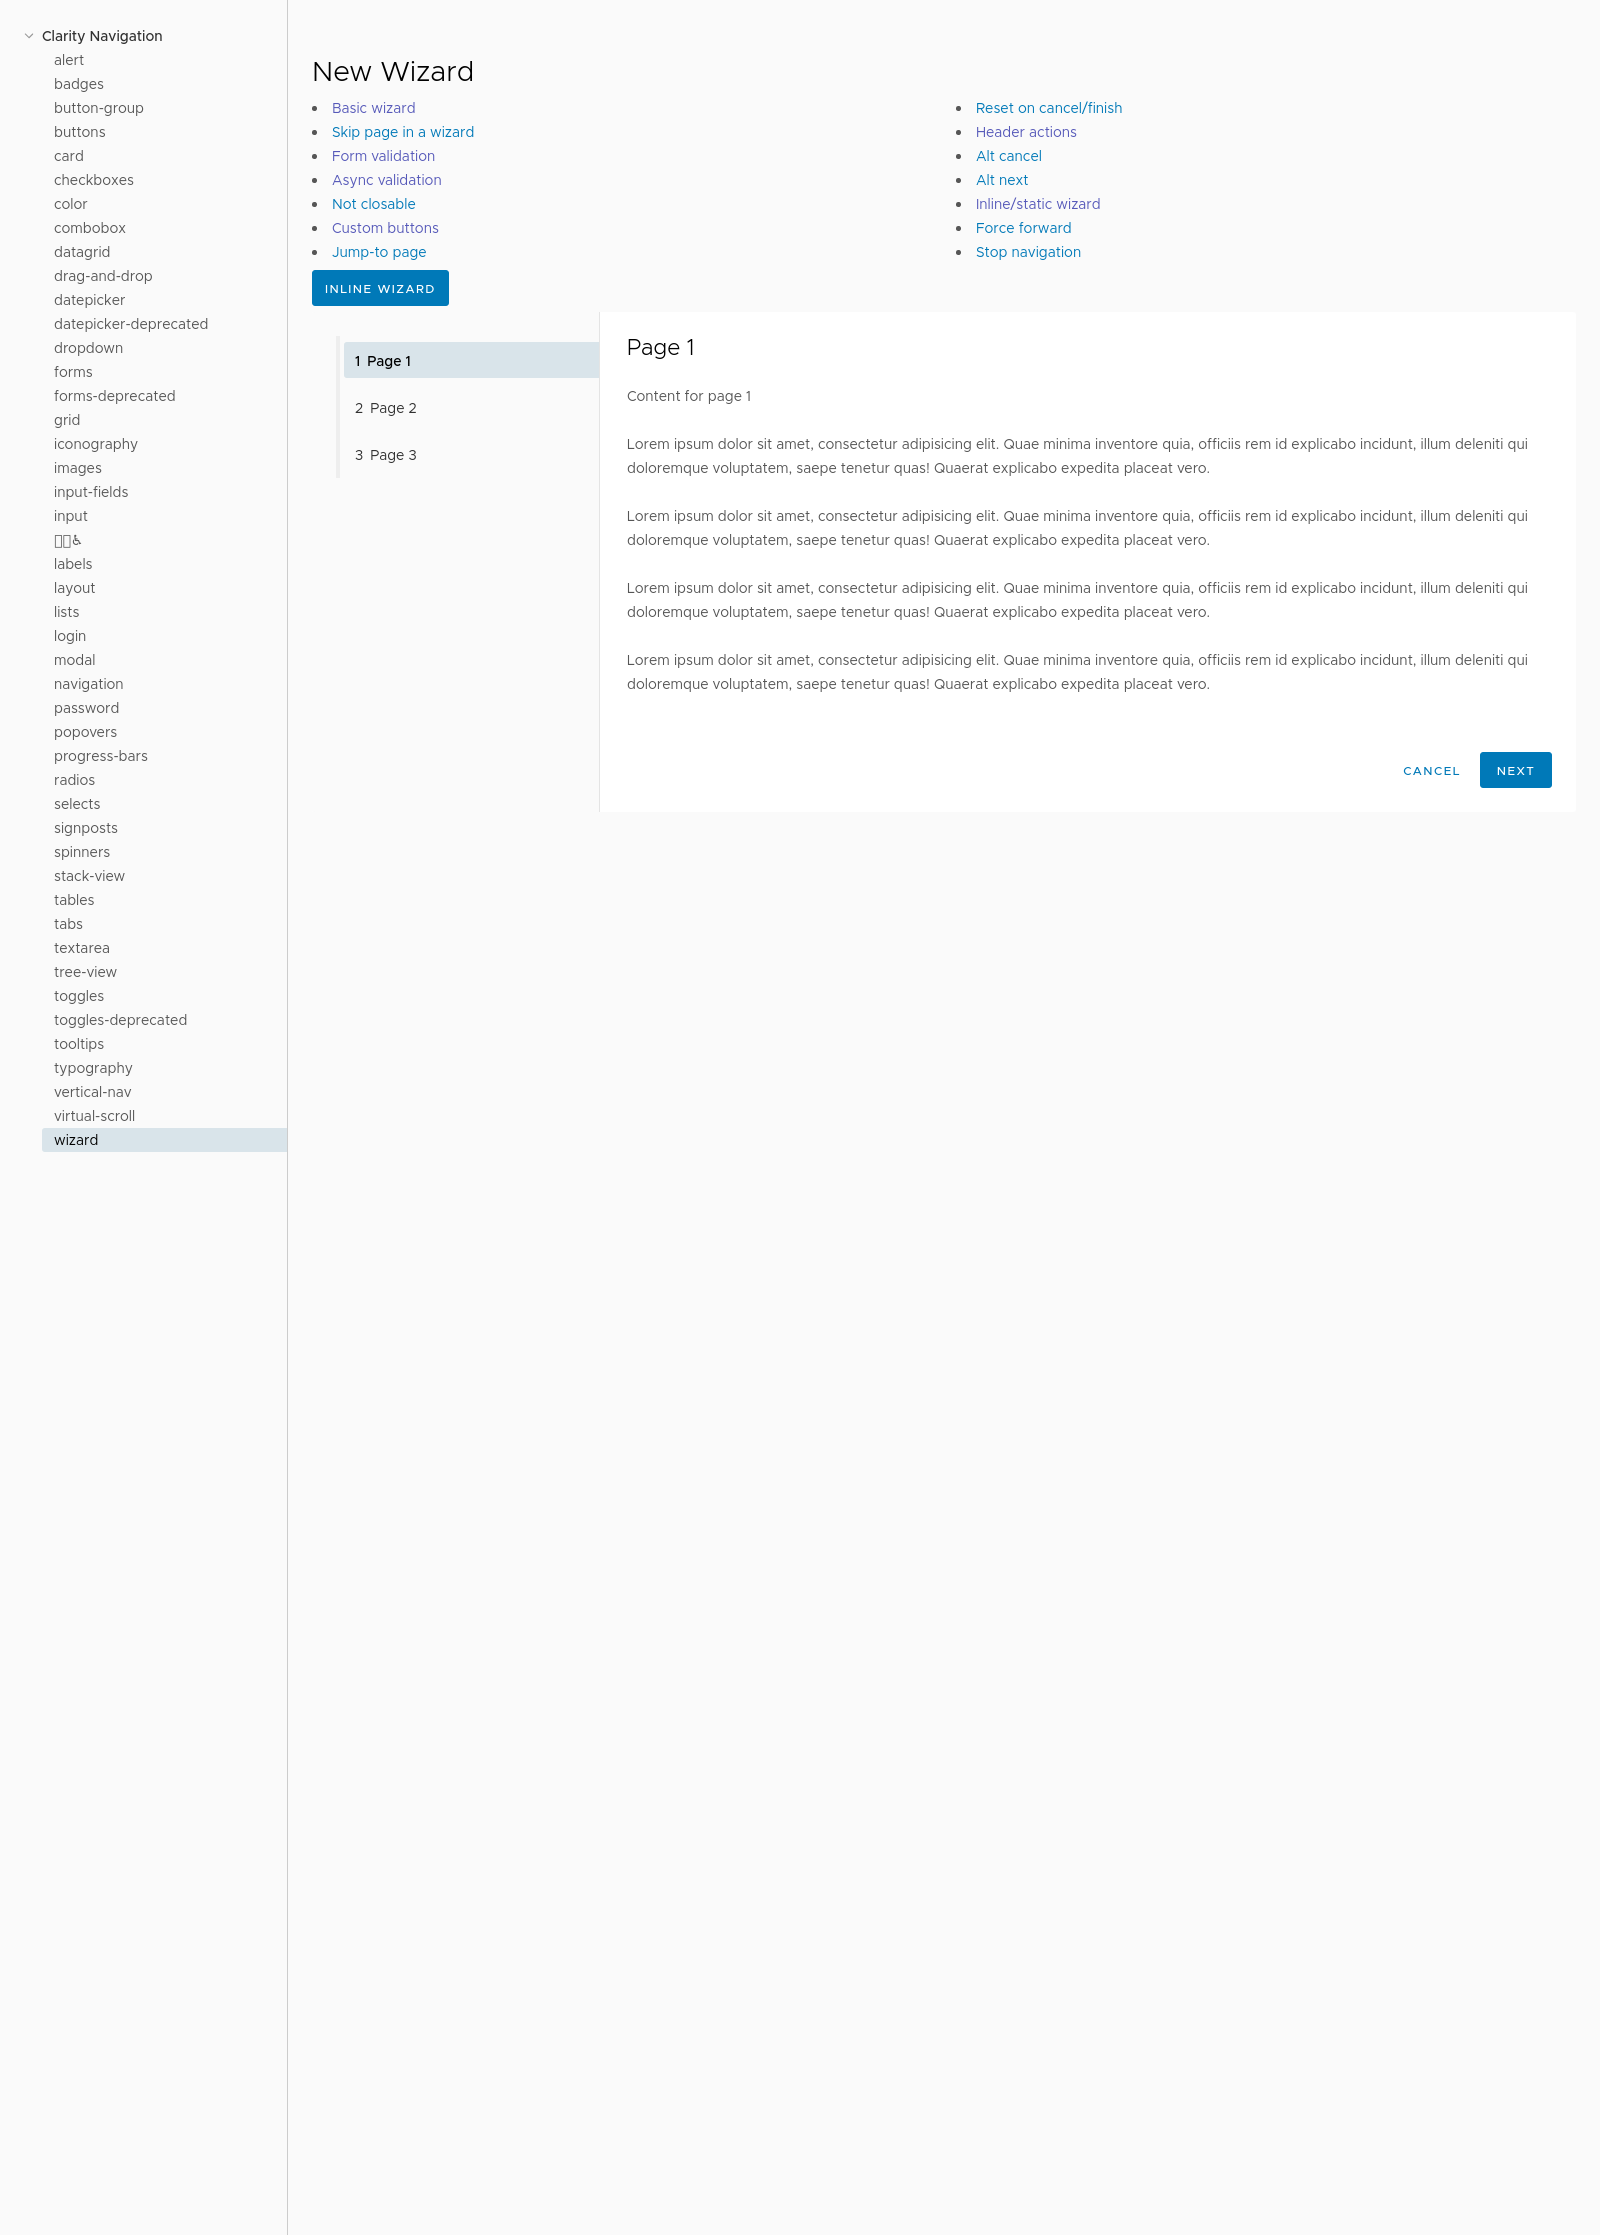 Clarity Navigation
alert
badges
button-group
buttons
card
checkboxes
color
combobox
datagrid
drag-and-drop
datepicker
datepicker-deprecated
dropdown
forms
forms-deprecated
grid
iconography
images
input-fields
input
♿
labels
layout
lists
login
modal
navigation
password
popovers
progress-bars
radios
selects
signposts
spinners
stack-view
tables
tabs
textarea
tree-view
toggles
toggles-deprecated
tooltips
typography
vertical-nav
virtual-scroll
wizard
New Wizard
Basic wizard
Skip page in a wizard
Form validation
Async validation
Not closable
Custom buttons
Jump-to page
Reset on cancel/finish
Header actions
Alt cancel
Alt next
Inline/static wizard
Force forward
Stop navigation
INLINE WIZARD
1 Page 1
2 Page 2
3 Page 3
Page 1
Content for page 1
Lorem ipsum dolor sit amet, consectetur adipisicing elit. Quae minima inventore quia, officiis rem id explicabo incidunt, illum deleniti qui
doloremque voluptatem, saepe tenetur quas! Quaerat explicabo expedita placeat vero.
Lorem ipsum dolor sit amet, consectetur adipisicing elit. Quae minima inventore quia, officiis rem id explicabo incidunt, illum deleniti qui
doloremque voluptatem, saepe tenetur quas! Quaerat explicabo expedita placeat vero.
Lorem ipsum dolor sit amet, consectetur adipisicing elit. Quae minima inventore quia, officiis rem id explicabo incidunt, illum deleniti qui
doloremque voluptatem, saepe tenetur quas! Quaerat explicabo expedita placeat vero.
Lorem ipsum dolor sit amet, consectetur adipisicing elit. Quae minima inventore quia, officiis rem id explicabo incidunt, illum deleniti qui
doloremque voluptatem, saepe tenetur quas! Quaerat explicabo expedita placeat vero.
CANCEL
NEXT